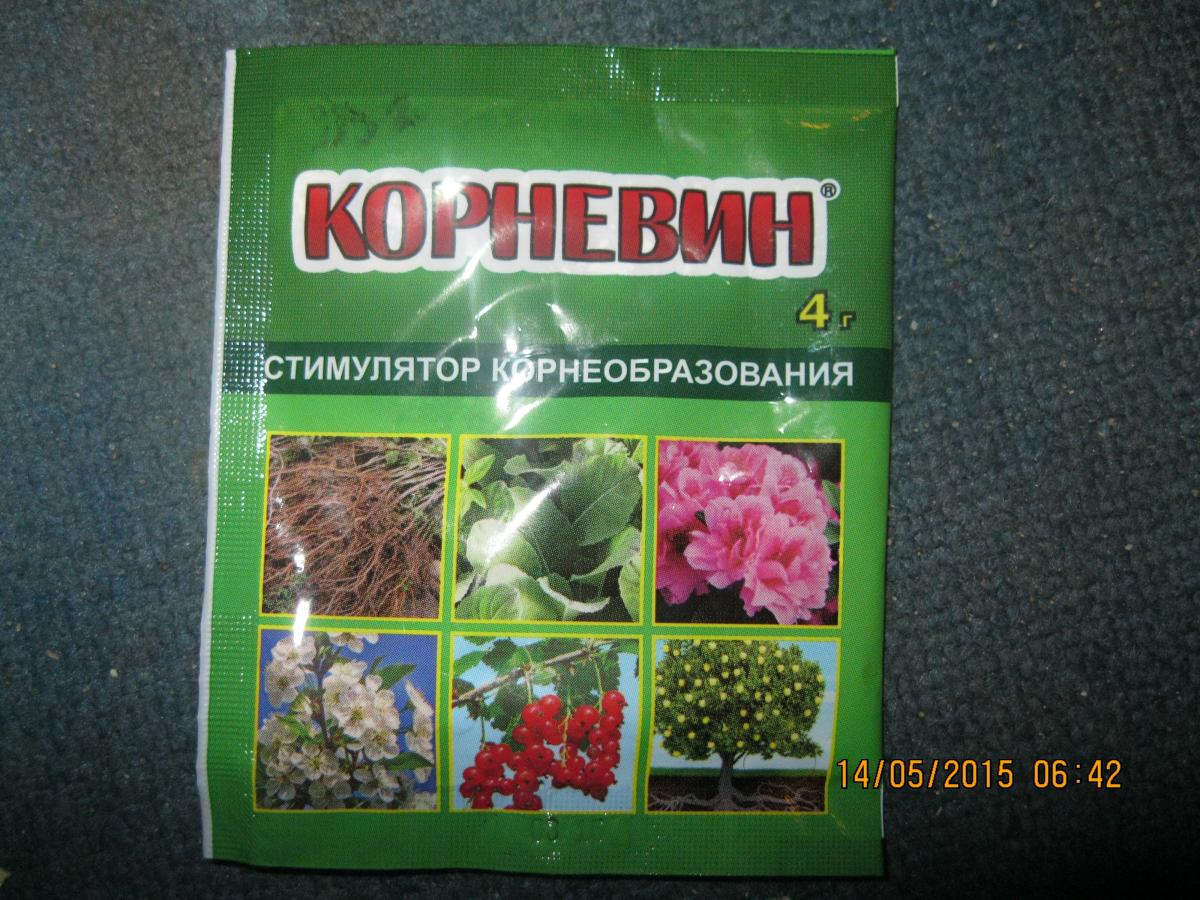 КОРНЕВИН®
4 г
СТИМУЛЯТОР КОРНЕОБРАЗОВАНИЯ
14/05/2015 06:42